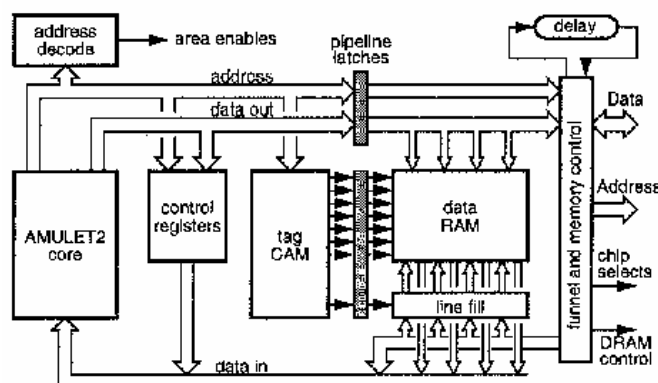 delay
address
decode
area enables
pipeline
latches
address
data out
Data
AMULET2
core
control
registers
tag
CAM
data
RAM
line fill
funnel and memory control
Address
chip
selects
DRAM
control
data in